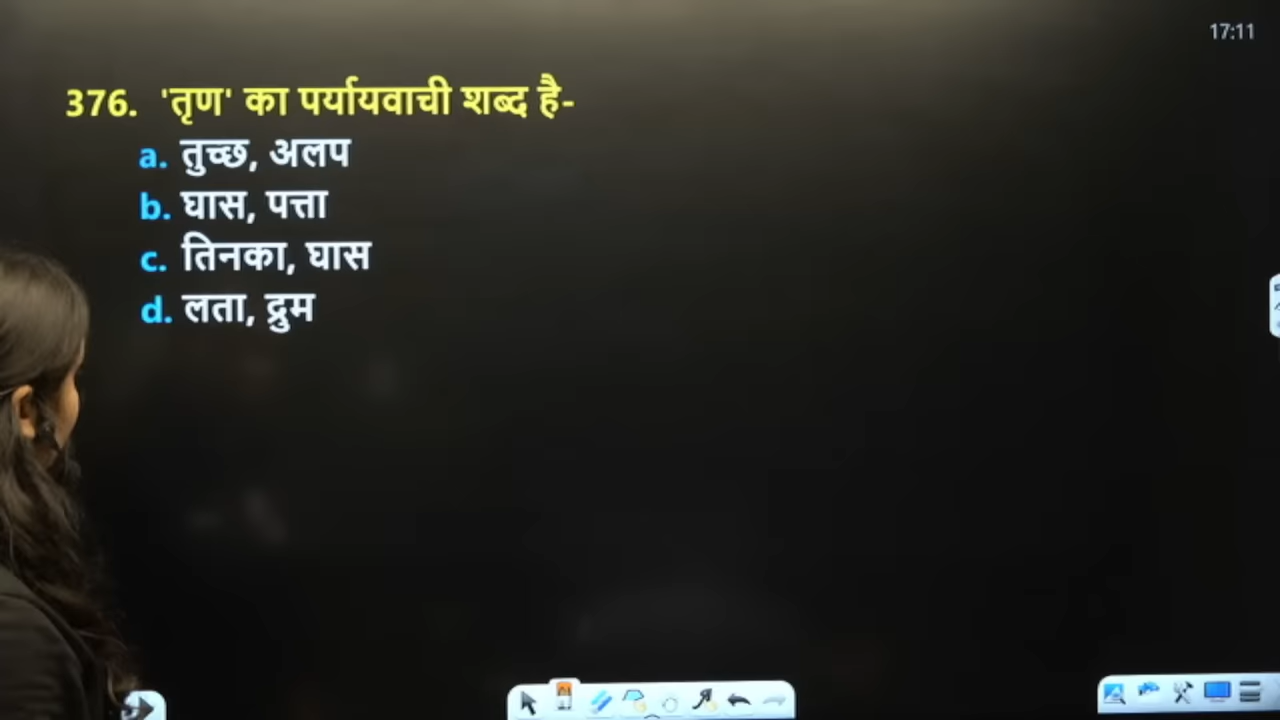 17:11
376. 'तृण' का पर्यायवाची शब्द है-
a. तुच्छ, अलप
b. घास, पत्ता
c. तिनका, घास
d. लता, द्रुम